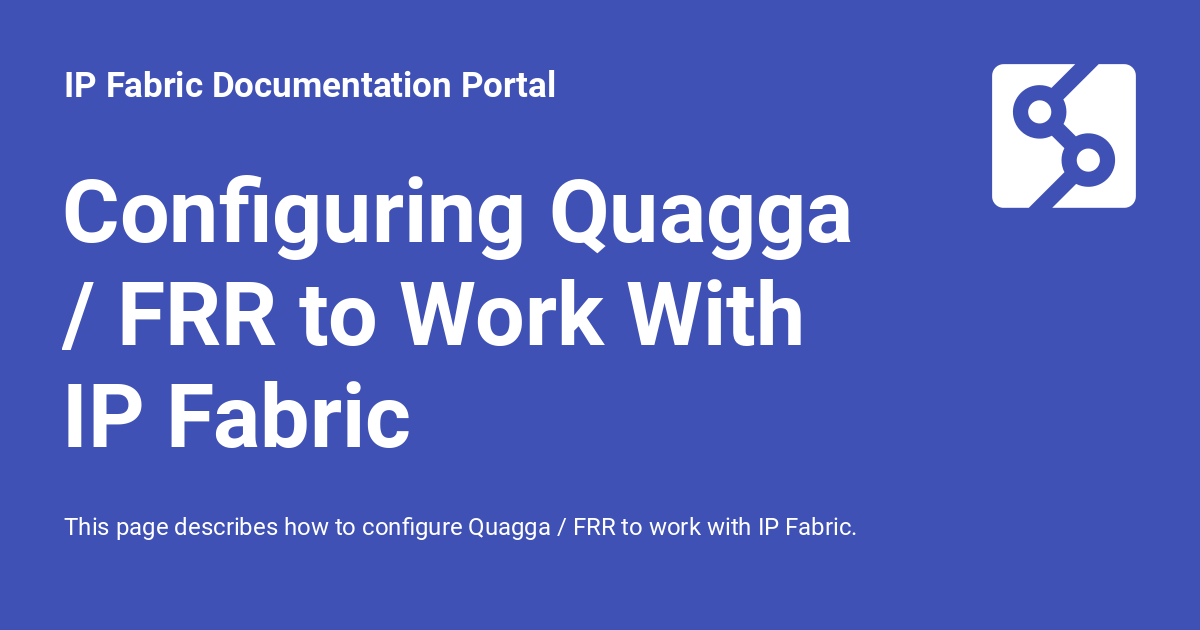 IP Fabric Documentation Portal
Configuring Quagga
/ FRR to Work With
IP Fabric
This page describes how to configure Quagga / FRR to work with IP Fabric.